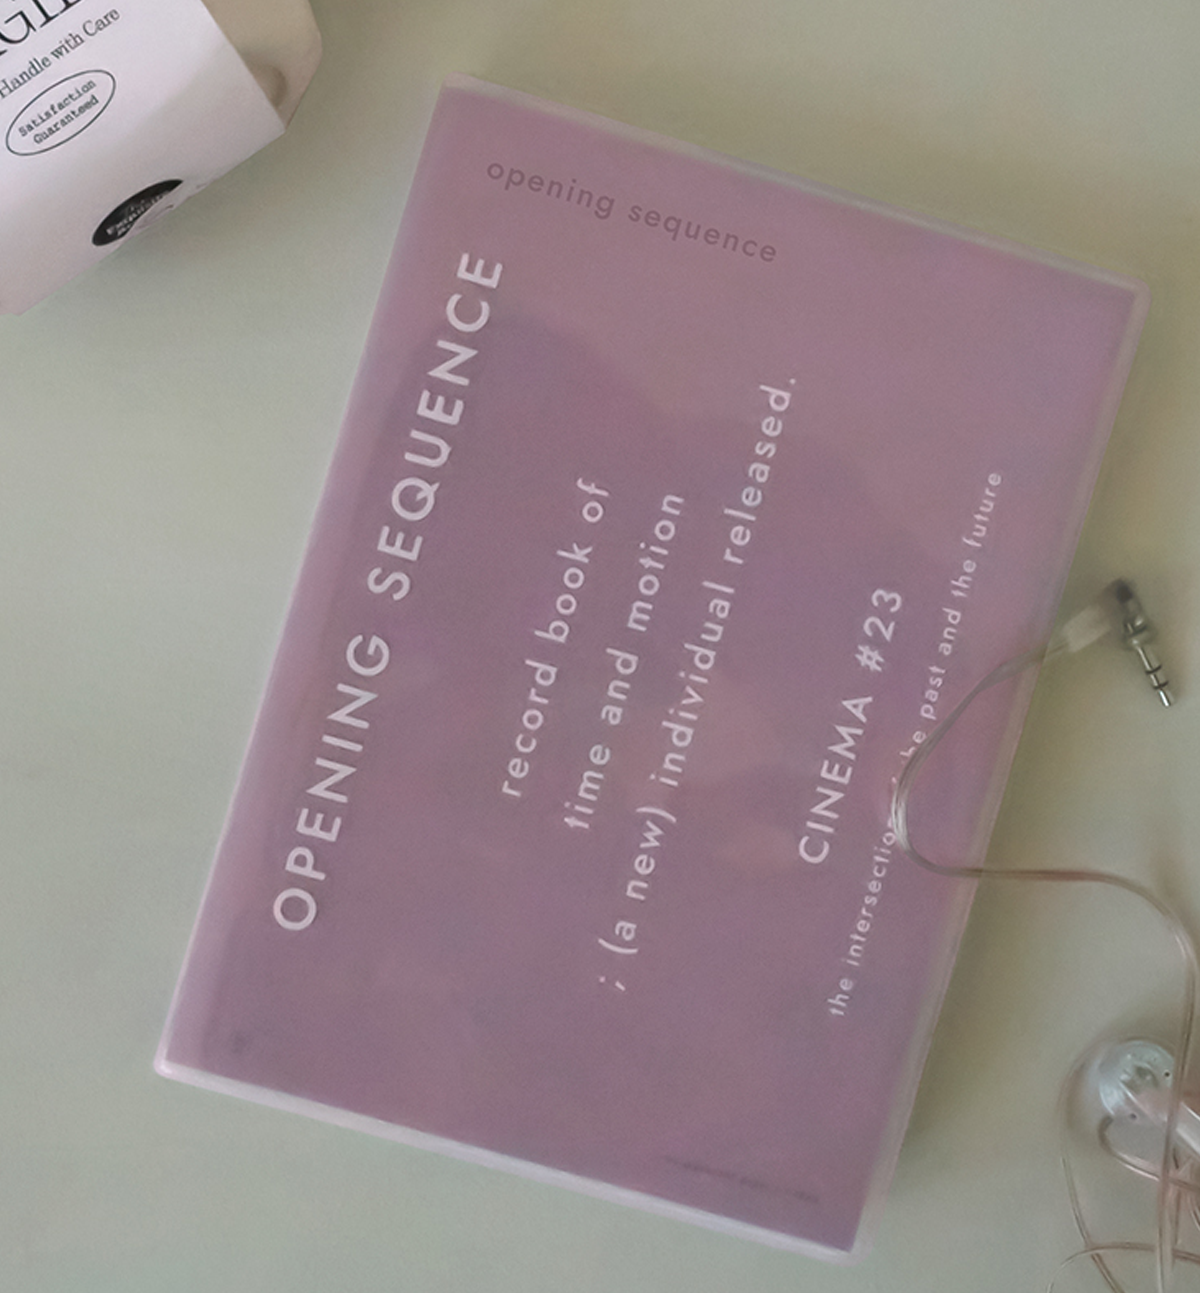 Handle with Care
Satisfaction
Guaranteed
opening sequence
OPENING SEQUENCE
record book of
time and motion
; (a new) individual released.
CINEMA #23
the intersection the past and the future